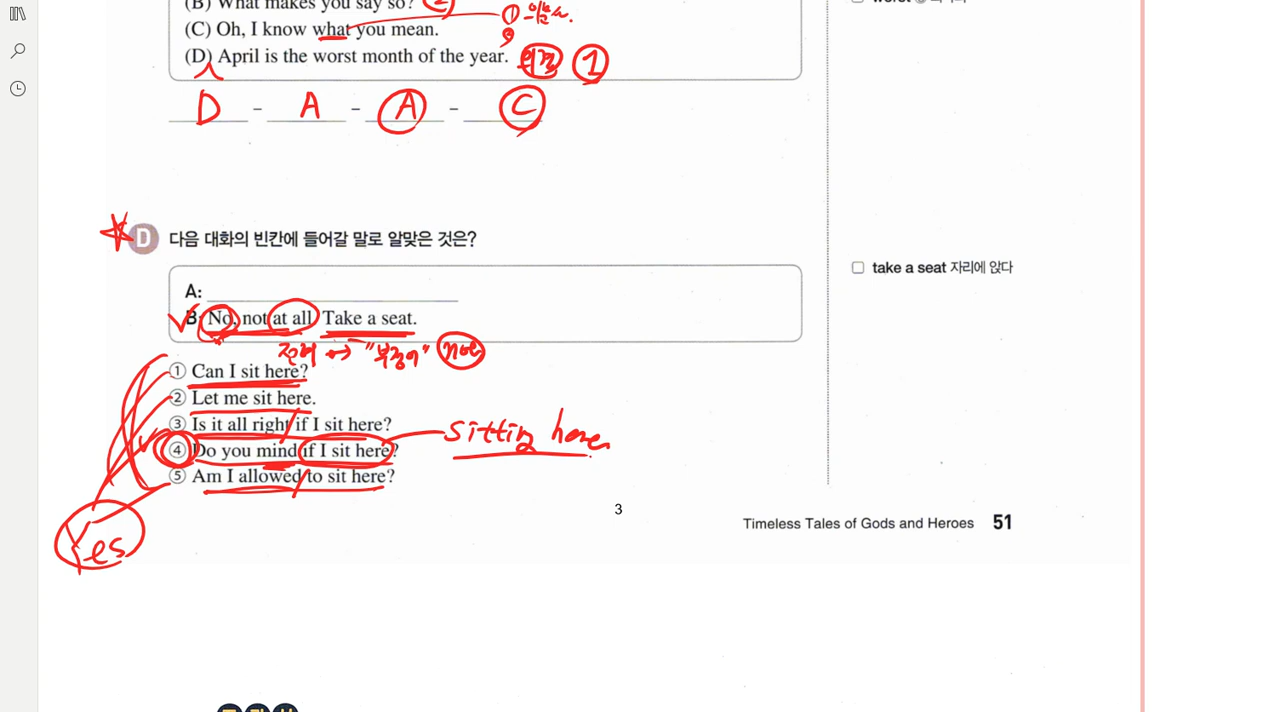 (B) What makes you say so? ②
(C) Oh, I know what you mean.
(D) April is the worst month of the year. ①
D - A - A - C
D 다음 대화의 빈칸에 들어갈 말로 알맞은 것은?
take a seat 자리에 앉다
A:
B: No, not at all. Take a seat.
전혀 ↔ "부정어"
① Can I sit here?
② Let me sit here.
③ Is it all right if I sit here?
④ Do you mind if I sit here?
sitting here
⑤ Am I allowed to sit here?
Yes
3
Timeless Tales of Gods and Heroes 51